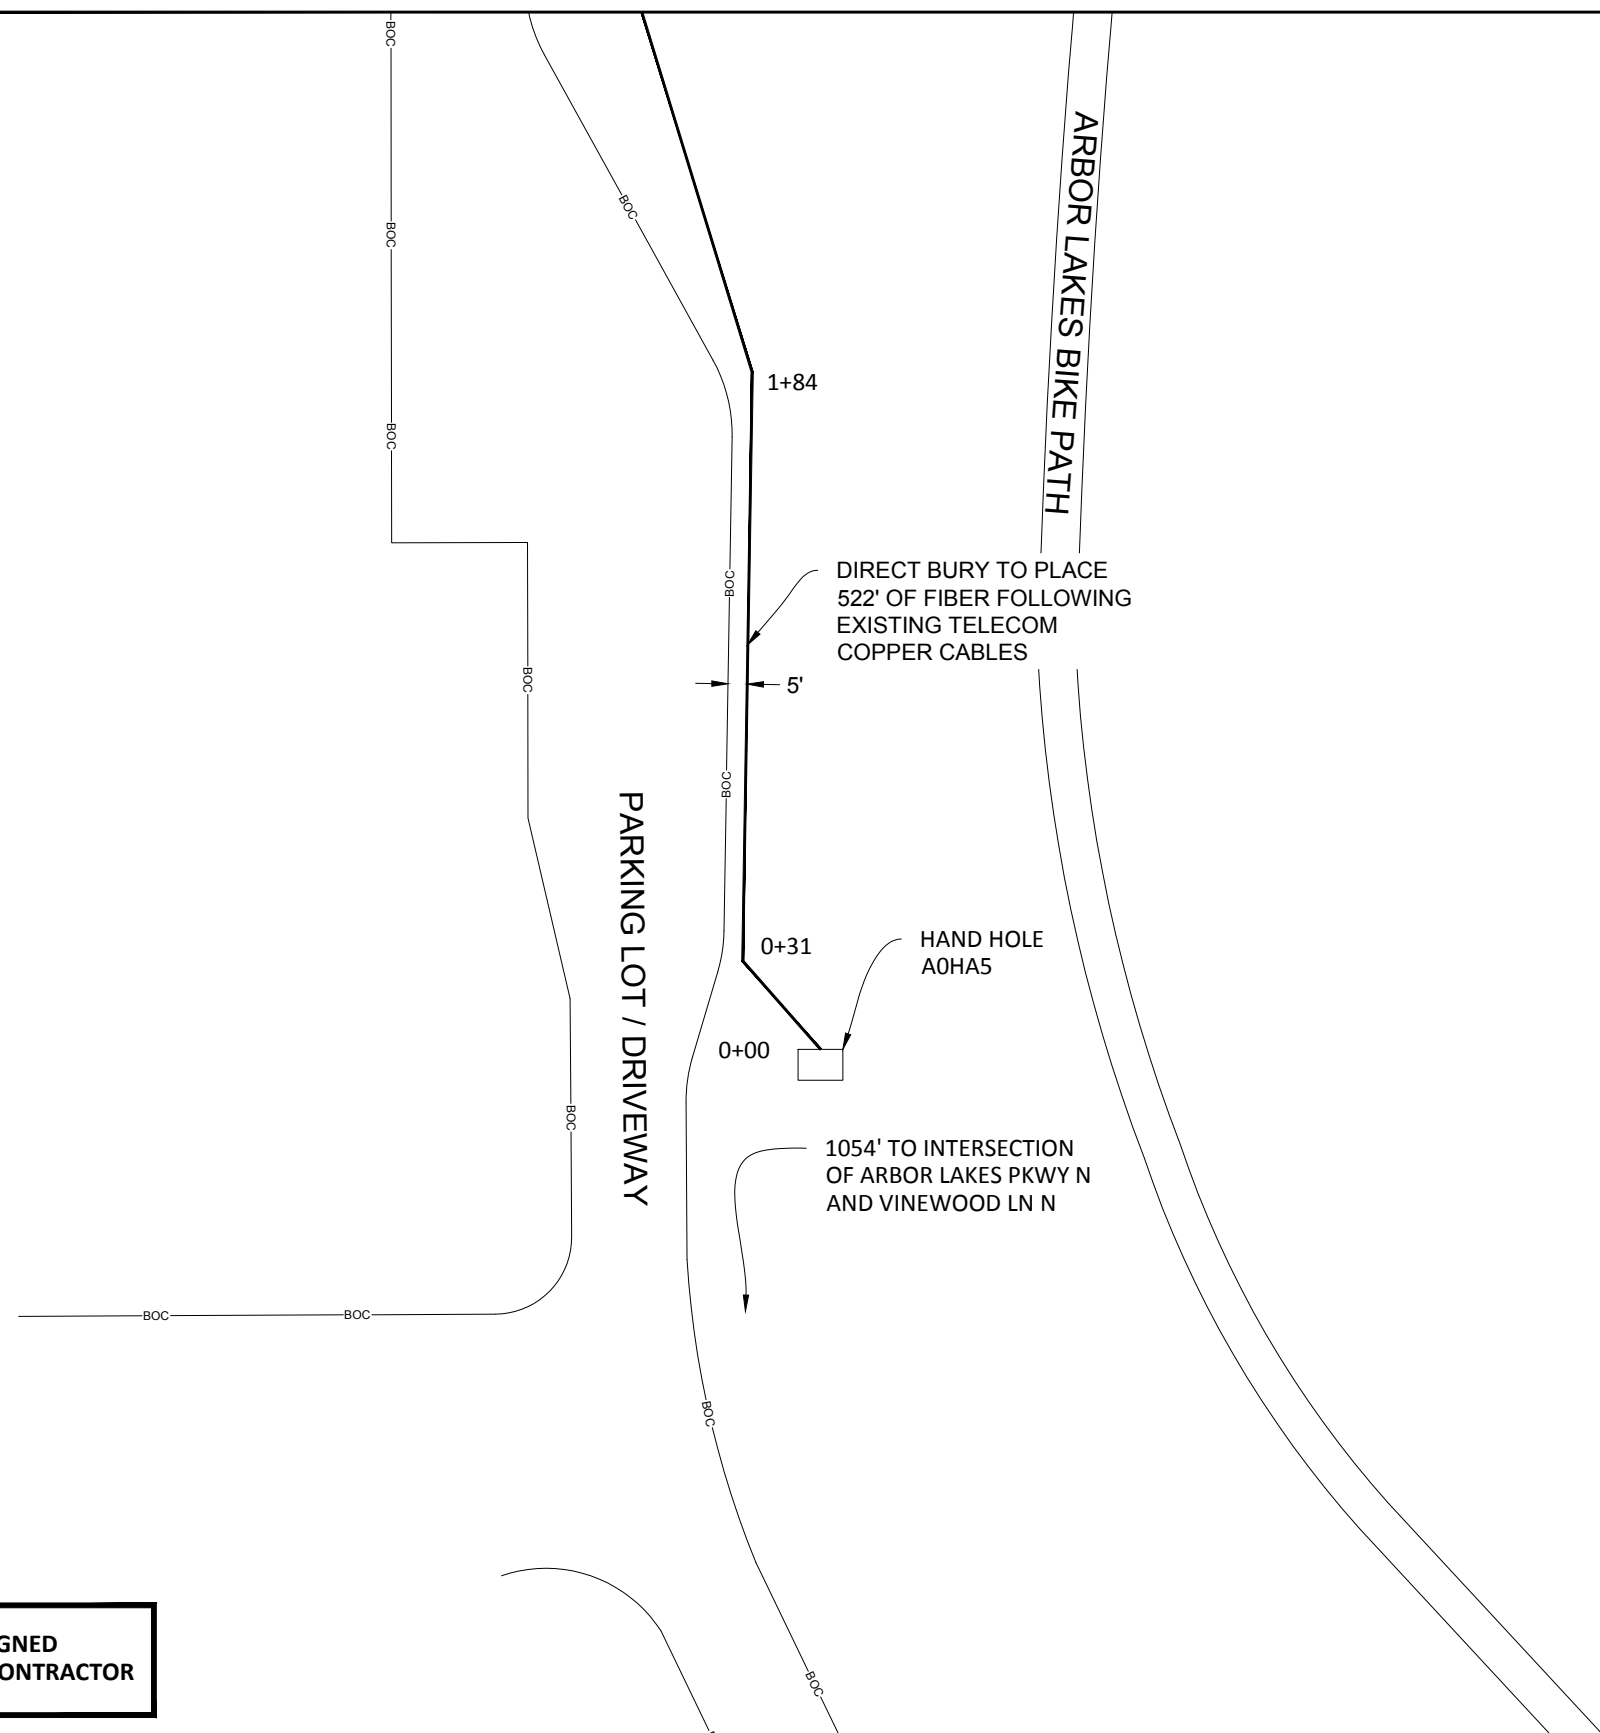 BOC
BOC
BOC
BOC
ARBOR LAKES BIKE PATH
1+84
DIRECT BURY TO PLACE
522' OF FIBER FOLLOWING
EXISTING TELECOM
COPPER CABLES
BOC
BOC
5'
BOC
PARKING LOT / DRIVEWAY
0+31
HAND HOLE
A0HA5
0+00
BOC
1054' TO INTERSECTION
OF ARBOR LAKES PKWY N
AND VINEWOOD LN N
BOC
BOC
BOC
GNED
ONTRACTOR
BOC